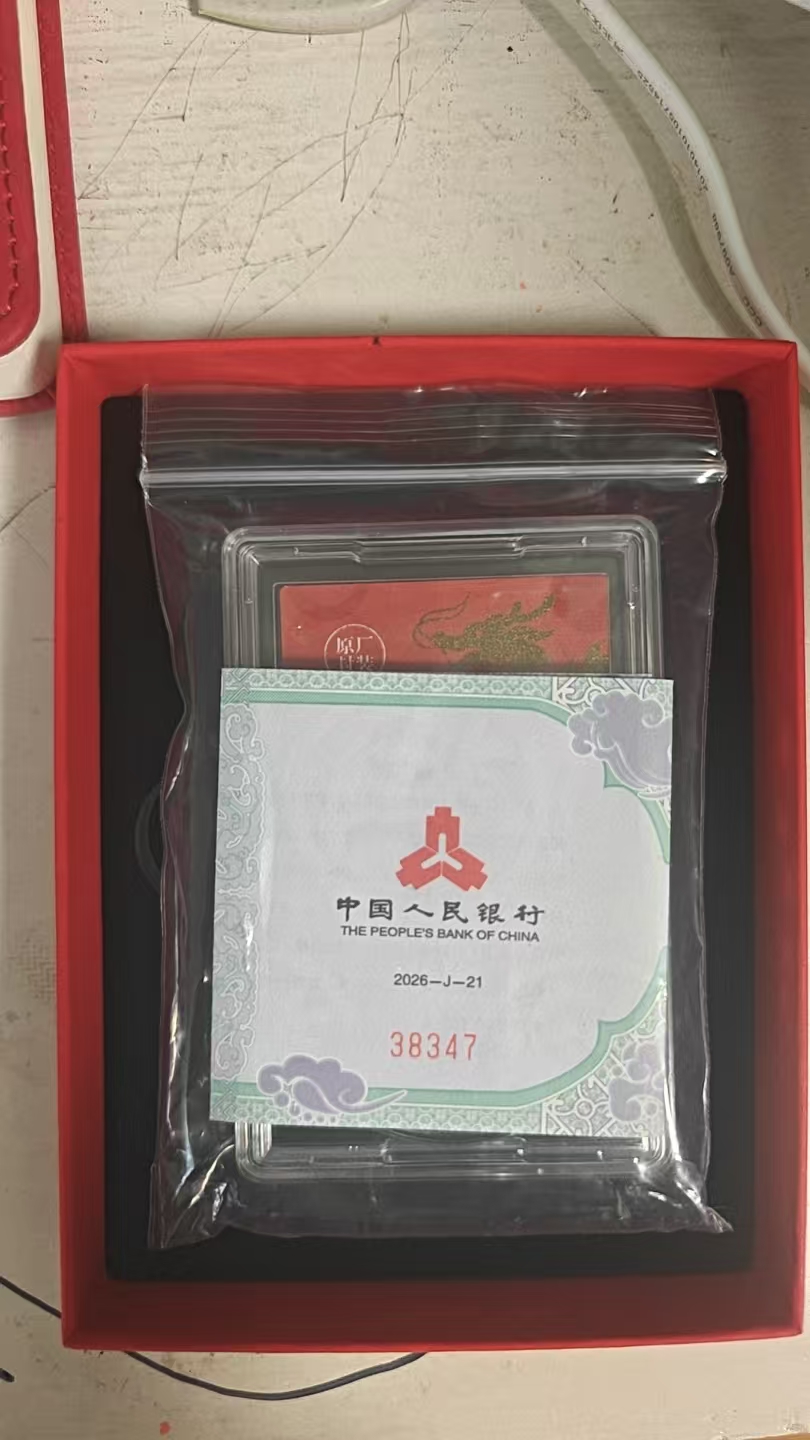 原厂
封装
中国人民银行
THE PEOPLE'S BANK OF CHINA
2026-J-21
38347